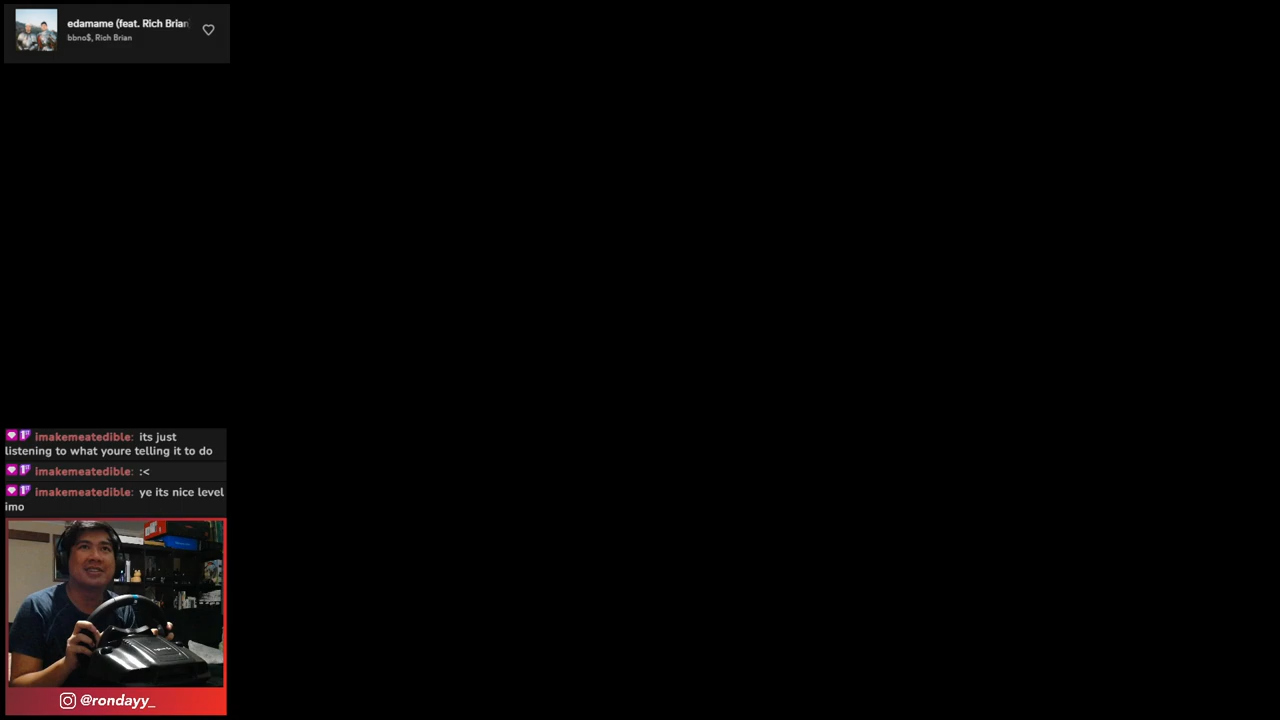 edamame (feat. Rich Brian
bbno$, Rich Brian
imakemeatedible: its just
listening to what youre telling it to do
imakemeatedible: :<
imakemeatedible: ye its nice level
imo
@rondayy_